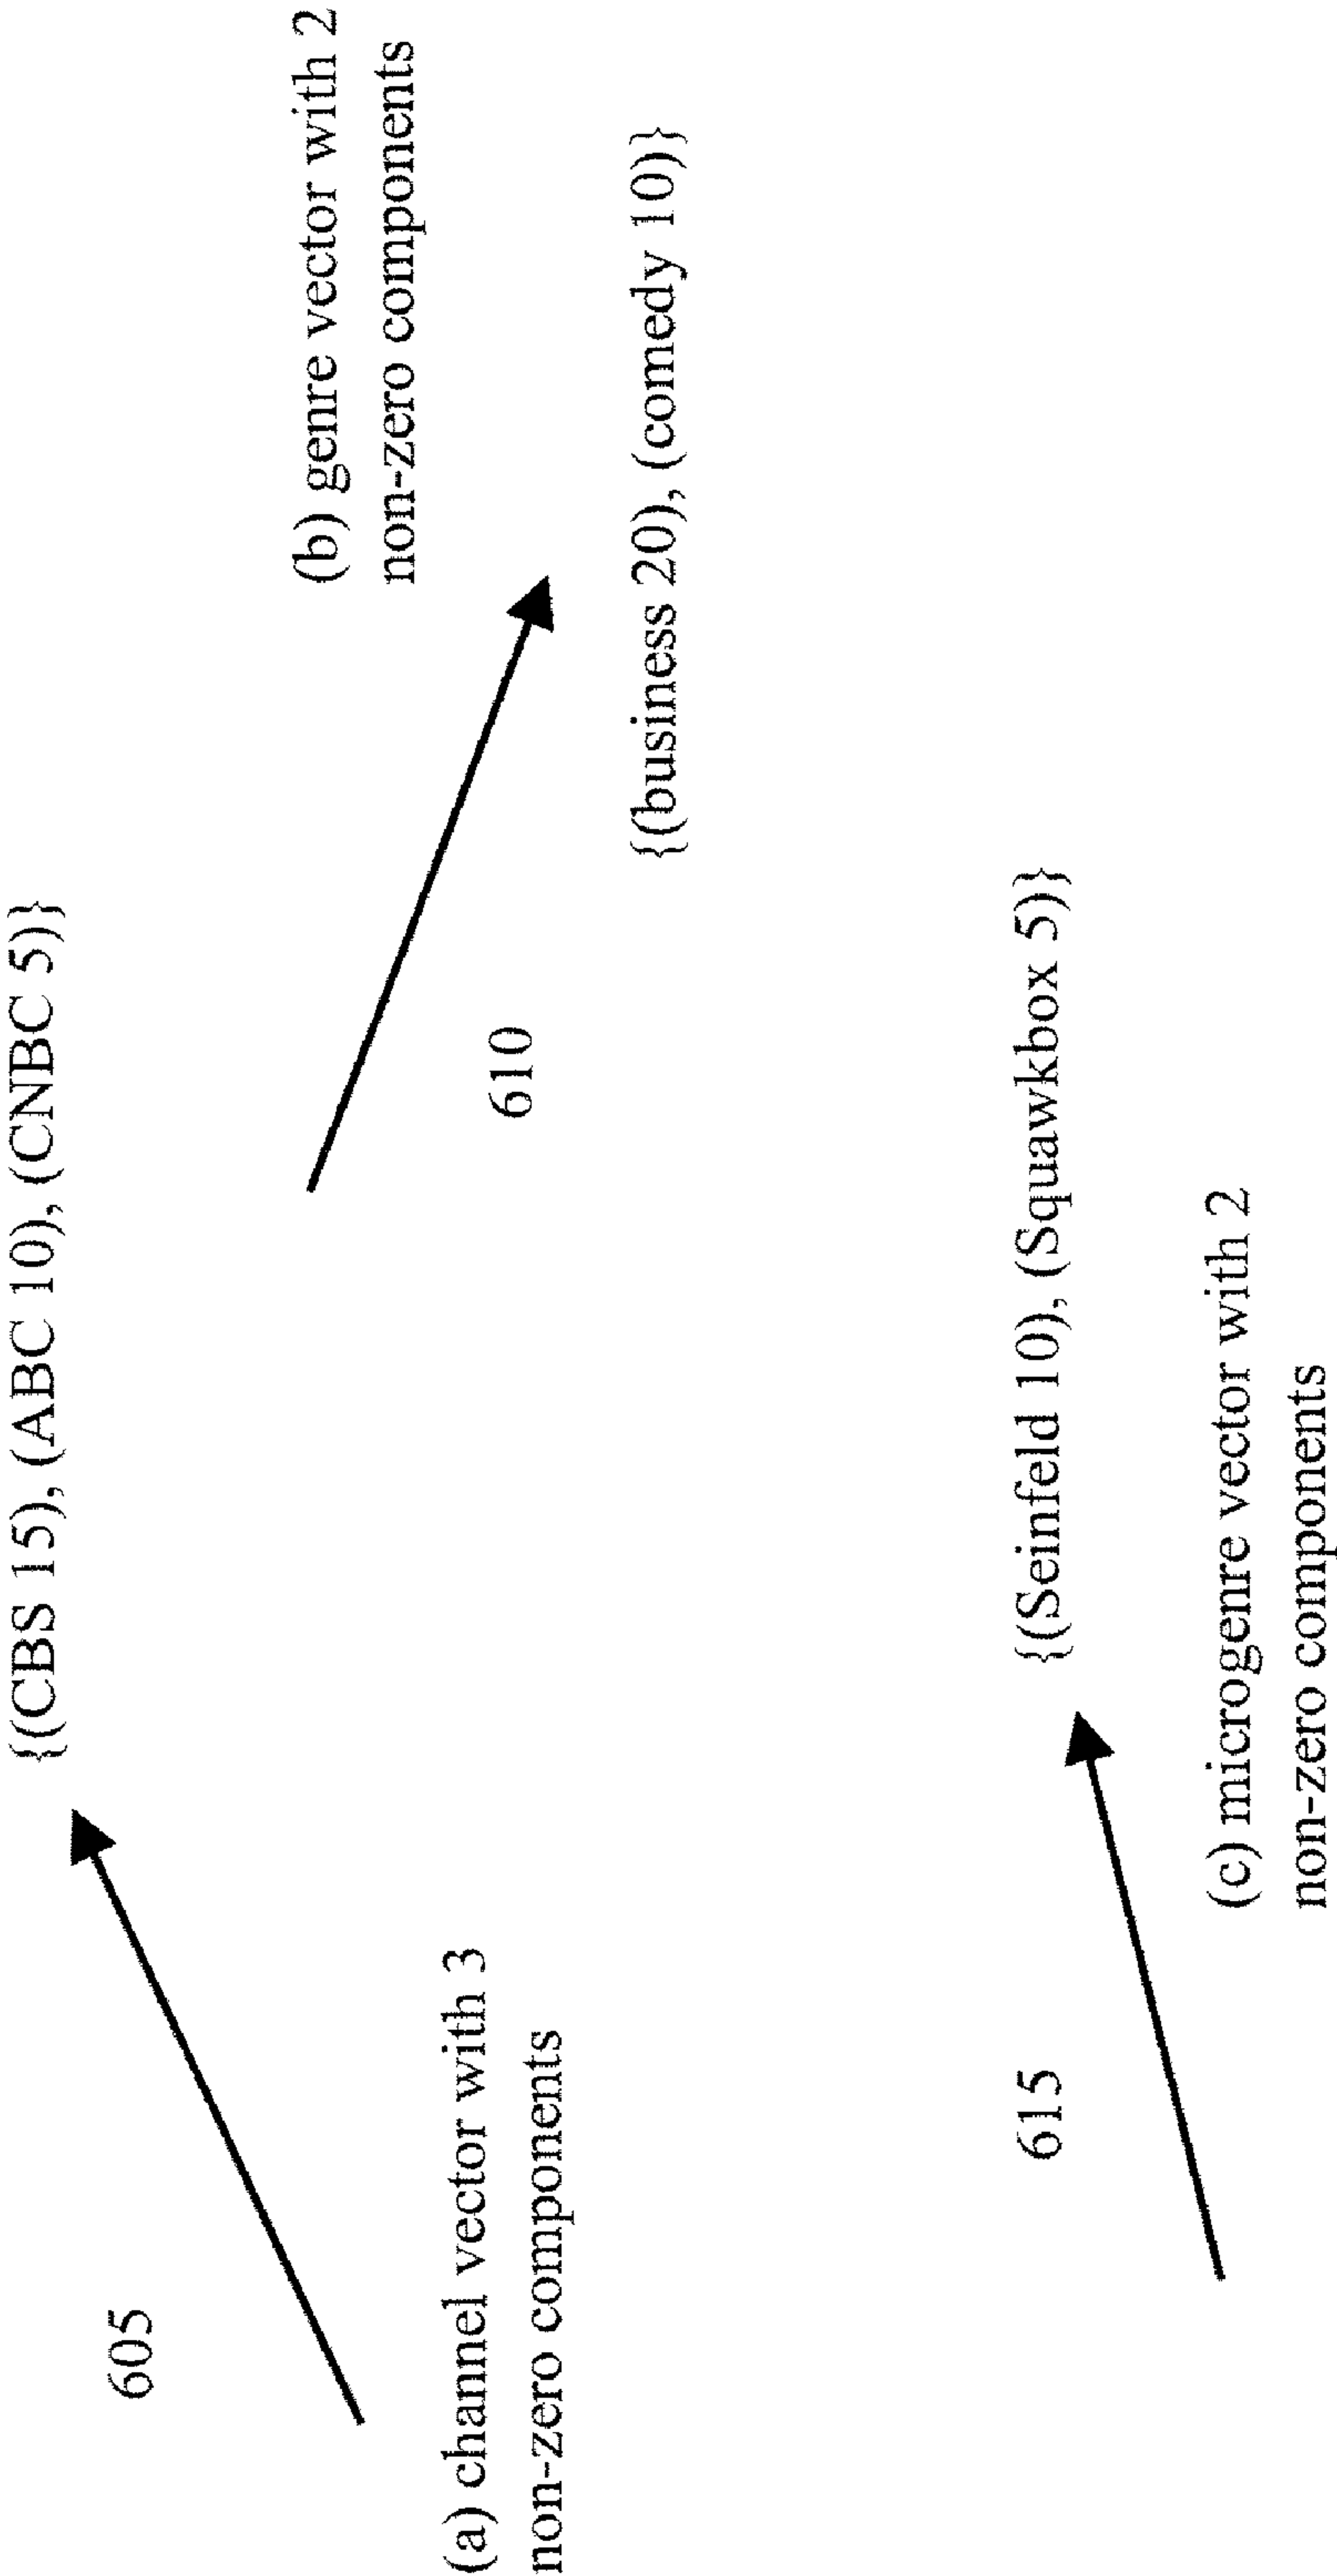 {(CBS 15), (ABC 10), (CNBC 5)}
605
(a) channel vector with 3
non-zero components
(b) genre vector with 2
non-zero components
610
{(business 20), (comedy 10)}
615
{(Seinfeld 10), (Squawkbox 5)}
(c) microgenre vector with 2
non-zero components